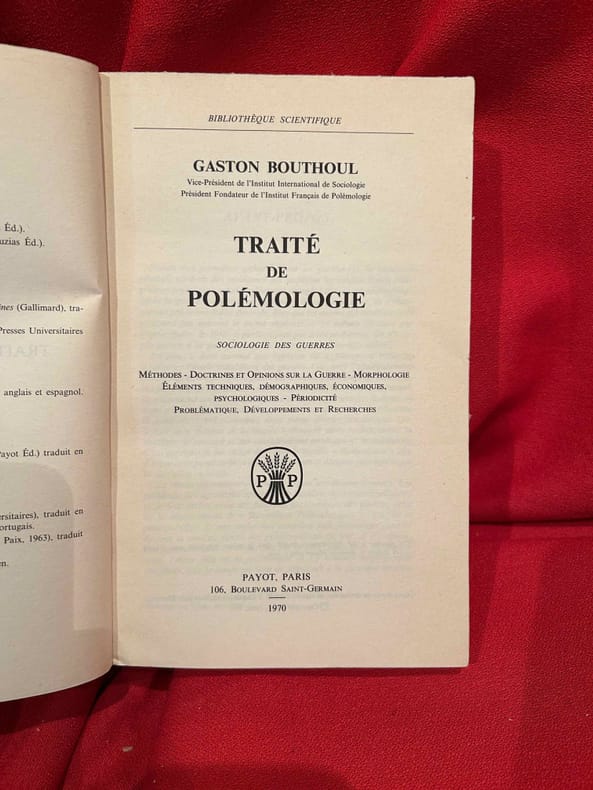 Éd.).
uzias Éd.).
ines (Gallimard), tra-
Presses Universitaires
anglais et espagnol.
ayot Éd.) traduit en
ersitaires), traduit en
ortugais.
Paix, 1963), traduit
en.
BIBLIOTHÈQUE SCIENTIFIQUE
GASTON BOUTHOUL
Vice-Président de l'Institut International de Sociologie
Président Fondateur de l'Institut Français de Polémologie
TRAITÉ
DE
POLÉMOLOGIE
SOCIOLOGIE DES GUERRES
MÉTHODES - DOCTRINES ET OPINIONS SUR LA GUERRE - MORPHOLOGIE
ÉLÉMENTS TECHNIQUES, DÉMOGRAPHIQUES, ÉCONOMIQUES,
PSYCHOLOGIQUES - PÉRIODICITÉ
PROBLÉMATIQUE, DÉVELOPPEMENTS ET RECHERCHES
P P
PAYOT, PARIS
106, BOULEVARD SAINT-GERMAIN
1970